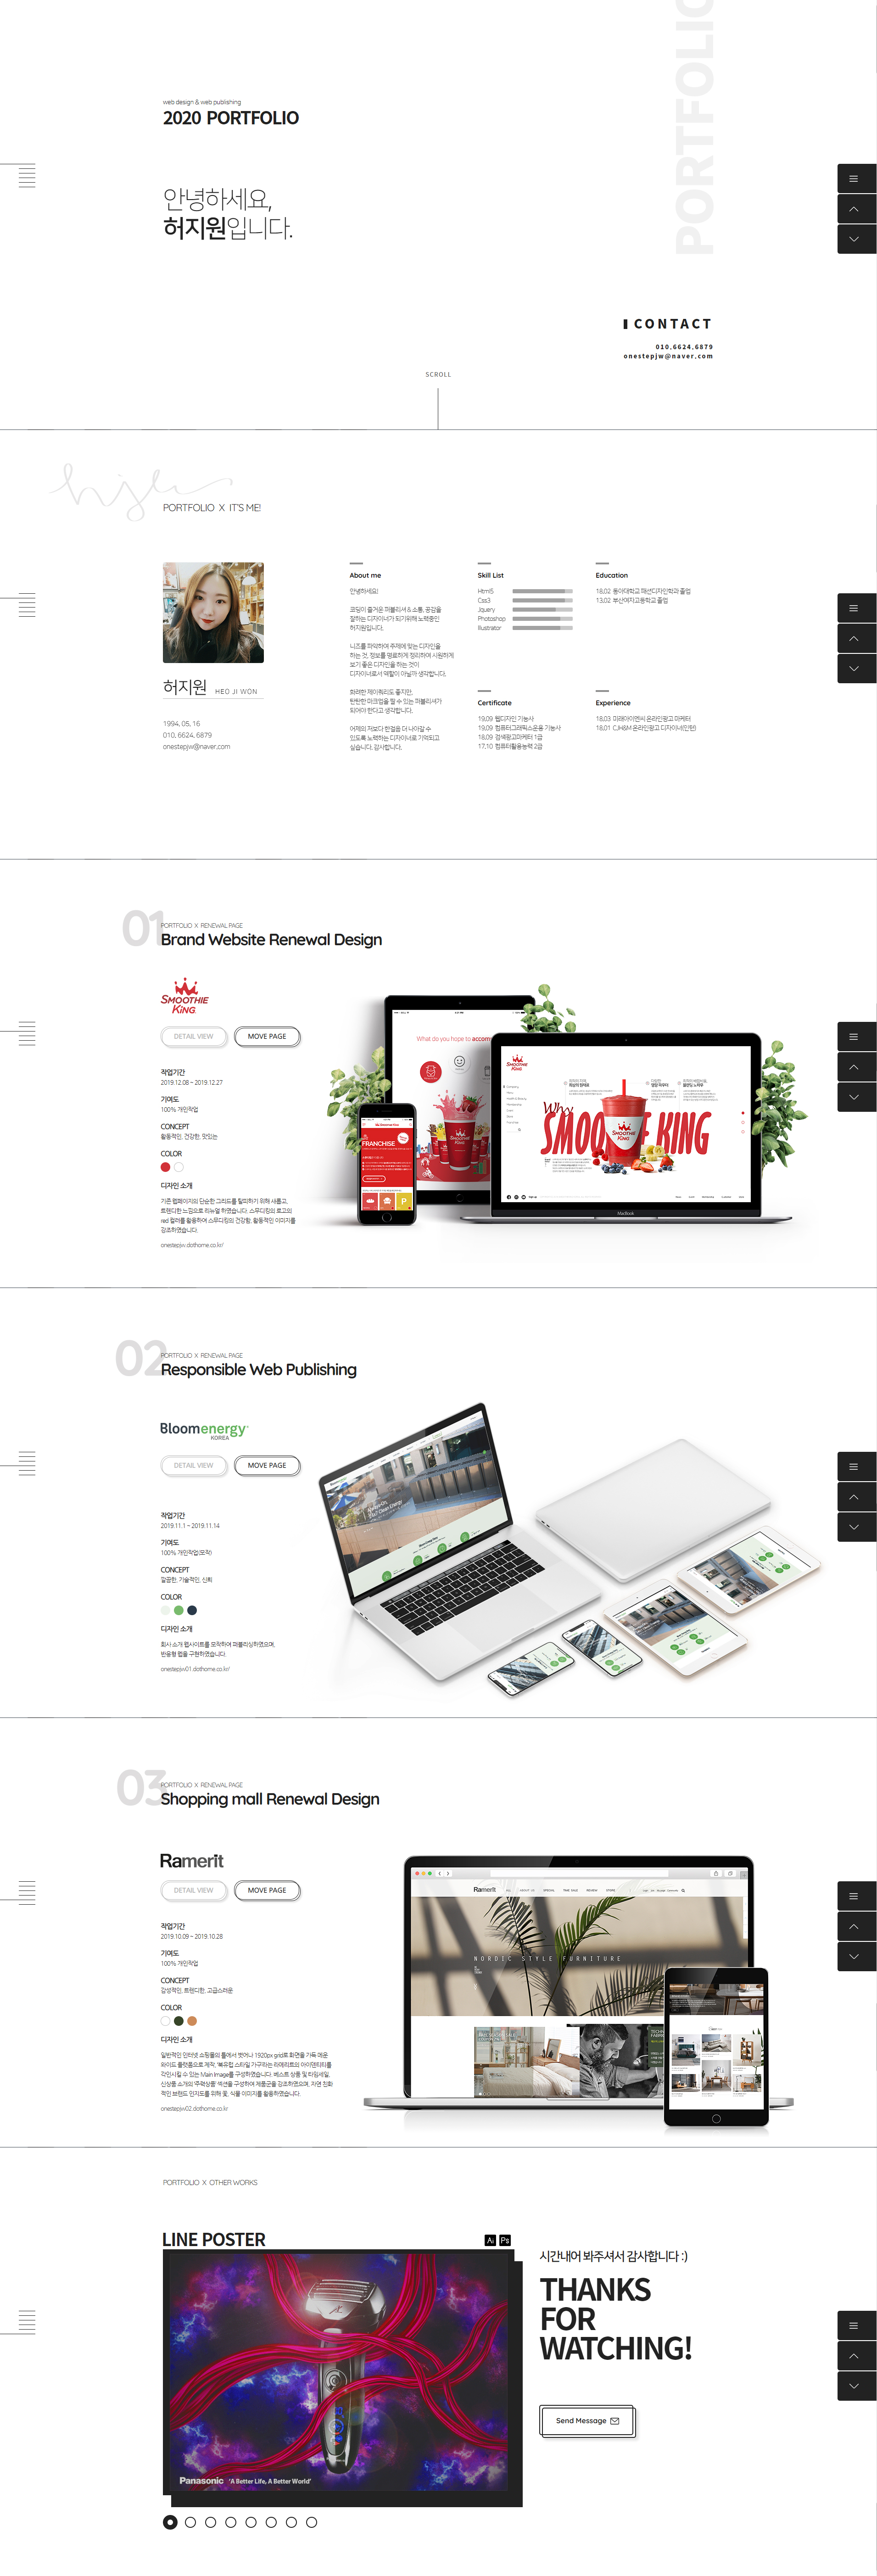 PORTFOLIO
web design & web publishing
2020 PORTFOLIO
안녕하세요,
허지원입니다.
CONTACT
010.6624.6879
onestepjw@naver.com
SCROLL
PORTFOLIO X IT'S ME!
허지원 HEO JI WON
1994. 05. 16
010. 6624. 6879
onestepjw@naver.com
About me
안녕하세요!
코딩이 즐거운 퍼블리셔 & 소통, 공감을
잘하는 디자이너가 되기위해 노력중인
허지원입니다.
니즈를 파악하여 주제에 맞는 디자인을
하는 것, 정보를 명료하게 정리하여 시원하게
보기 좋은 디자인을 하는 것이
디자이너로서 역할이 아닐까 생각합니다.
화려한 제이쿼리도 좋지만,
탄탄한 마크업을 할 수 있는 퍼블리셔가
되어야 한다고 생각합니다.
어제의 저보다 한걸음 더 나아갈 수
있도록 노력하는 디자이너로 기억되고
싶습니다. 감사합니다.
Skill List
Html5
Css3
Jquery
Photoshop
Illustrator
Education
18.02 동아대학교 패션디자인학과 졸업
13.02 부산여자고등학교 졸업
Certificate
19.09 웹디자인 기능사
19.09 컴퓨터그래픽스운용 기능사
18.09 검색광고마케터 1급
17.10 컴퓨터활용능력 2급
Experience
18.03 미래아이엔씨 온라인광고 마케터
18.01 CJH&M 온라인광고 디자이너(인턴)
01
PORTFOLIO X RENEWAL PAGE
Brand Website Renewal Design
SMOOTHIE
KING
DETAIL VIEW MOVE PAGE
작업기간
2019.12.08 ~ 2019.12.27
기여도
100% 개인작업
CONCEPT
활동적인, 건강한, 맛있는
COLOR
디자인 소개
기존 웹페이지의 단순한 그리드를 탈피하기 위해 새롭고,
트렌디한 느낌으로 리뉴얼 하였습니다. 스무디킹의 로고의
red 컬러를 활용하여 스무디킹의 건강함, 활동적인 이미지를
강조하였습니다.
onestepjw.dothome.co.kr/
What do you hope to accom
FRANCHISE
SMOOTHIE KING
Why
SMOOTHIE KING
MacBook
02
PORTFOLIO X RENEWAL PAGE
Responsible Web Publishing
Bloomenergy
KOREA
DETAIL VIEW MOVE PAGE
작업기간
2019.11.1 ~ 2019.11.14
기여도
100% 개인작업(모작)
CONCEPT
깔끔한, 기술적인, 신뢰
COLOR
디자인 소개
회사 소개 웹사이트를 모작하여 퍼블리싱하였으며,
반응형 웹을 구현하였습니다.
onestepjw01.dothome.co.kr/
03
PORTFOLIO X RENEWAL PAGE
Shopping mall Renewal Design
Ramerit
DETAIL VIEW MOVE PAGE
작업기간
2019.10.09 ~ 2019.10.28
기여도
100% 개인작업
CONCEPT
감성적인, 트렌디한, 고급스러운
COLOR
디자인 소개
일반적인 인터넷 쇼핑몰의 틀에서 벗어나 1920px grid로 화면을 가득 메운
와이드 플랫폼으로 제작, '북유럽 스타일 가구'라는 라메리트의 아이덴티티를
각인시킬 수 있는 Main Image를 구성하였습니다. 베스트 상품 및 타임세일,
신상품 소개의 '주력상품' 섹션을 구성하여 제품군을 강조하였으며, 자연 친화
적인 브랜드 인지도를 위해 꽃, 식물 이미지를 활용하였습니다.
onestepjw02.dothome.co.kr
Ramerit
ABOUT US SPECIAL TIME SALE REVIEW STORE
NORDIC STYLE FURNITURE
PORTFOLIO X OTHER WORKS
LINE POSTER
Ai Ps
Panasonic 'A Better Life, A Better World'
시간내어 봐주셔서 감사합니다 :)
THANKS
FOR
WATCHING!
Send Message